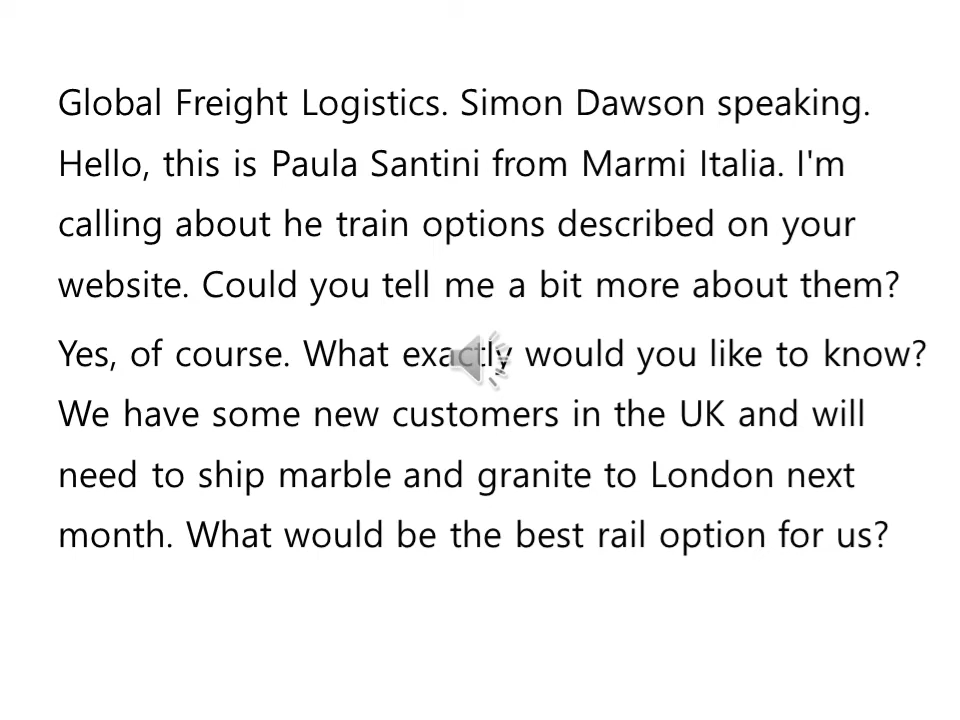 Global Freight Logistics. Simon Dawson speaking.
Hello, this is Paula Santini from Marmi Italia. I'm
calling about he train options described on your
website. Could you tell me a bit more about them?
Yes, of course. What exactly would you like to know?
We have some new customers in the UK and will
need to ship marble and granite to London next
month. What would be the best rail option for us?